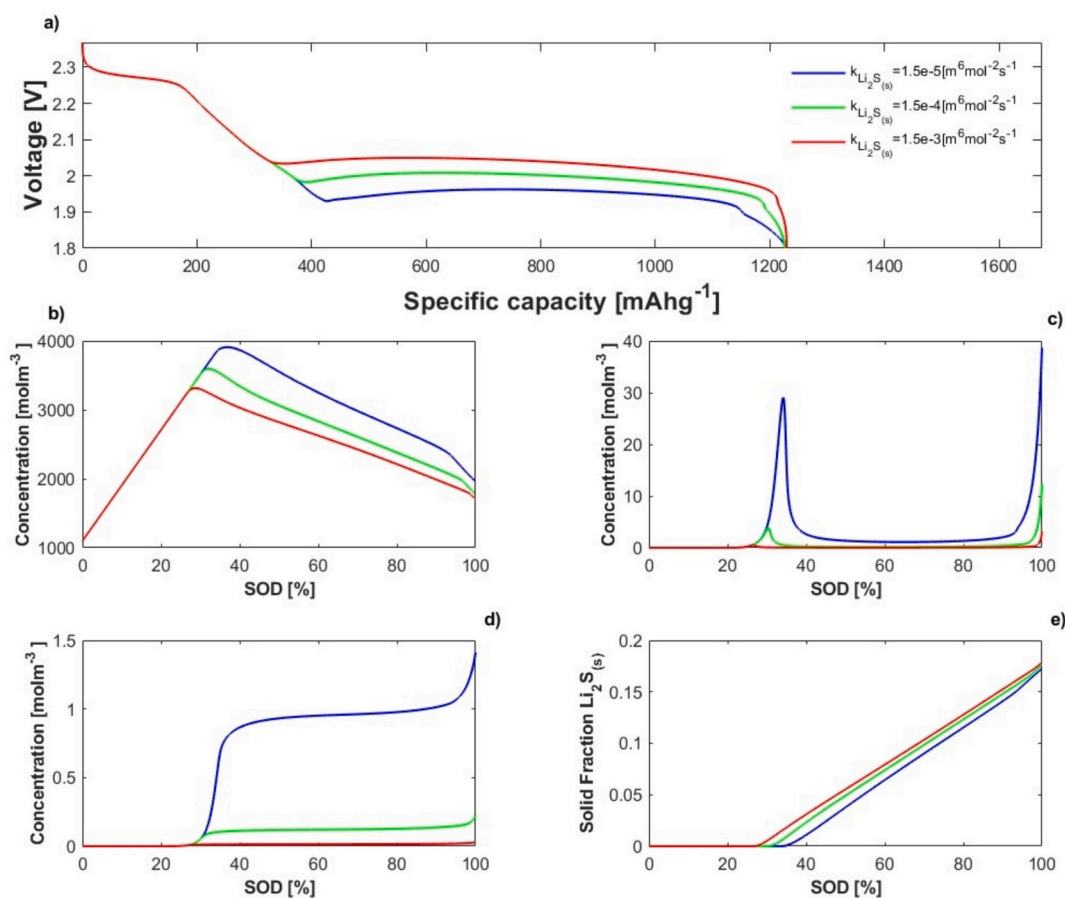 a)
Voltage [V]
2.3
2.2
2.1
2
1.9
1.8
0 200 400 600 800 1000 1200 1400 1600
Specific capacity [mAhg-1]
kLi2S(s)=1.5e-5[m6mol-2s-1
kLi2S(s)=1.5e-4[m6mol-2s-1
kLi2S(s)=1.5e-3[m6mol-2s-1
b)
Concentration [molm-3]
4000
3000
2000
1000
0 20 40 60 80 100
SOD [%]
c)
Concentration [molm-3]
40
30
20
10
0
0 20 40 60 80 100
SOD [%]
d)
Concentration [molm-3]
1.5
1
0.5
0
0 20 40 60 80 100
SOD [%]
e)
Solid Fraction Li2S(s)
0.2
0.15
0.1
0.05
0
0 20 40 60 80 100
SOD [%]